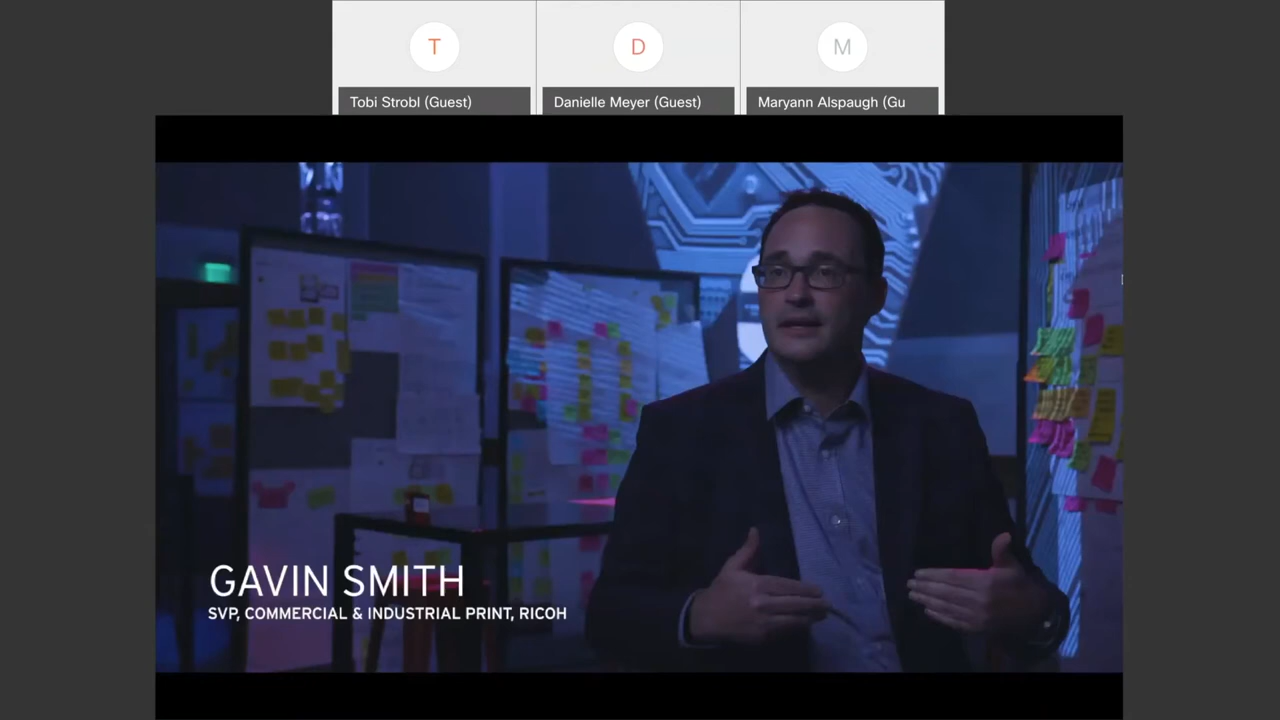 T
D
M
Tobi Strobl (Guest)
Danielle Meyer (Guest)
Maryann Alspaugh (Gu
GAVIN SMITH
SVP, COMMERCIAL & INDUSTRIAL PRINT, RICOH